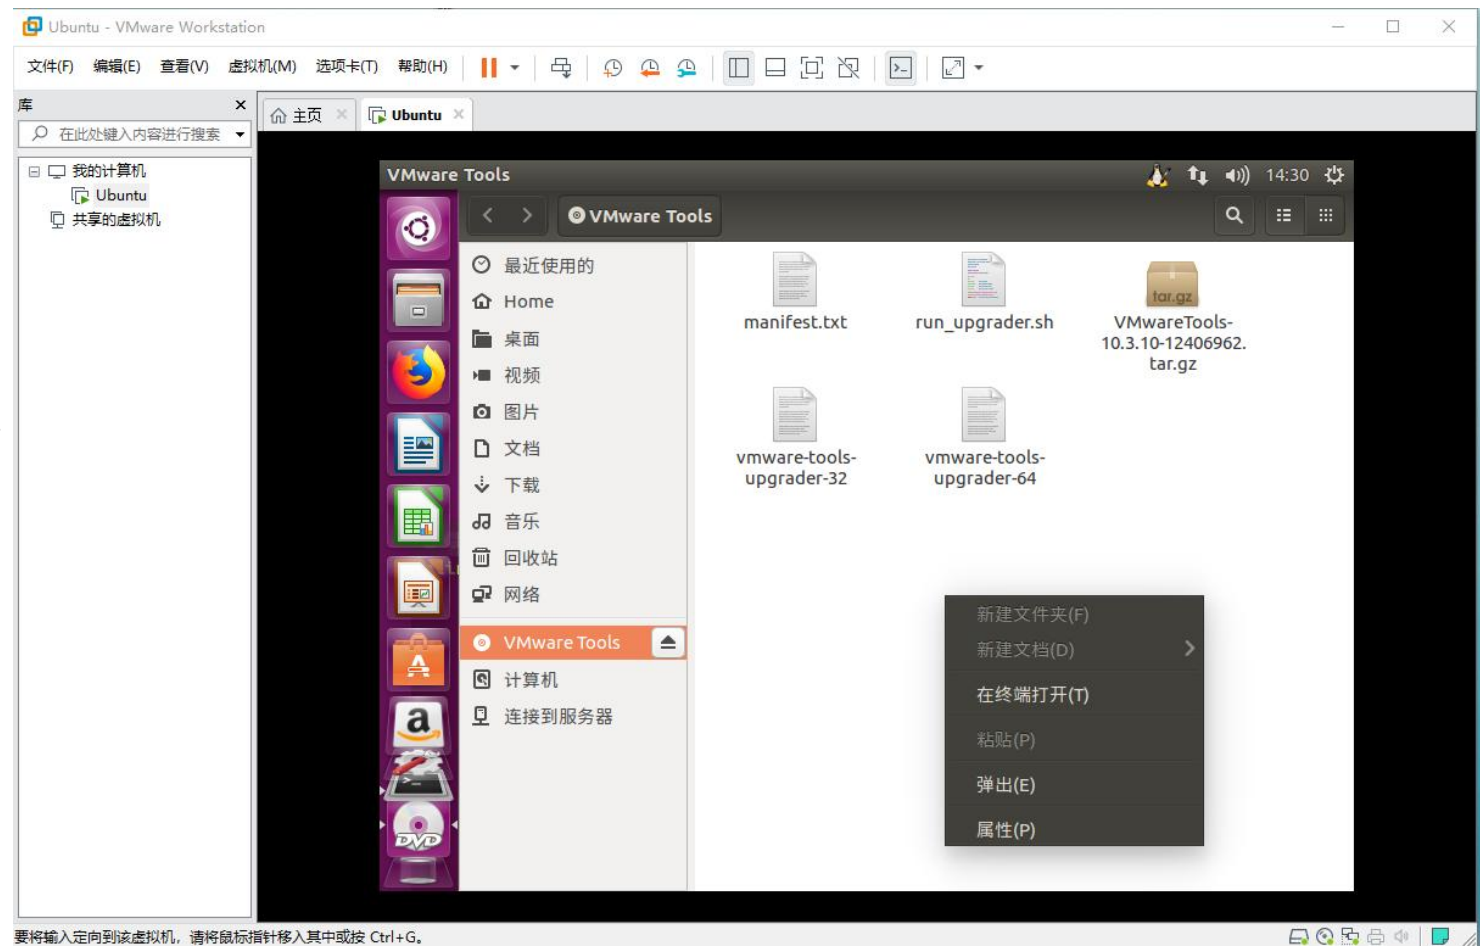 Ubuntu - VMware Workstation
文件(F) 编辑(E) 查看(V) 虚拟机(M) 选项卡(T) 帮助(H)
库
主页
Ubuntu
在此处键入内容进行搜索
我的计算机
Ubuntu
共享的虚拟机
VMware Tools
14:30
VMware Tools
最近使用的
Home
桌面
视频
图片
文档
下载
音乐
回收站
网络
VMware Tools
计算机
连接到服务器
manifest.txt
run_upgrader.sh
tar.gz
VMwareTools-
10.3.10-12406962.
tar.gz
vmware-tools-
upgrader-32
vmware-tools-
upgrader-64
新建文件夹(F)
新建文档(D)
在终端打开(T)
粘贴(P)
弹出(E)
属性(P)
DVD
要将输入定向到该虚拟机，请将鼠标指针移入其中或按 Ctrl+G。